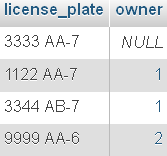 license_plate owner
3333 AA-7 NULL
1122 AA-7 1
3344 AB-7 1
9999 AA-6 2